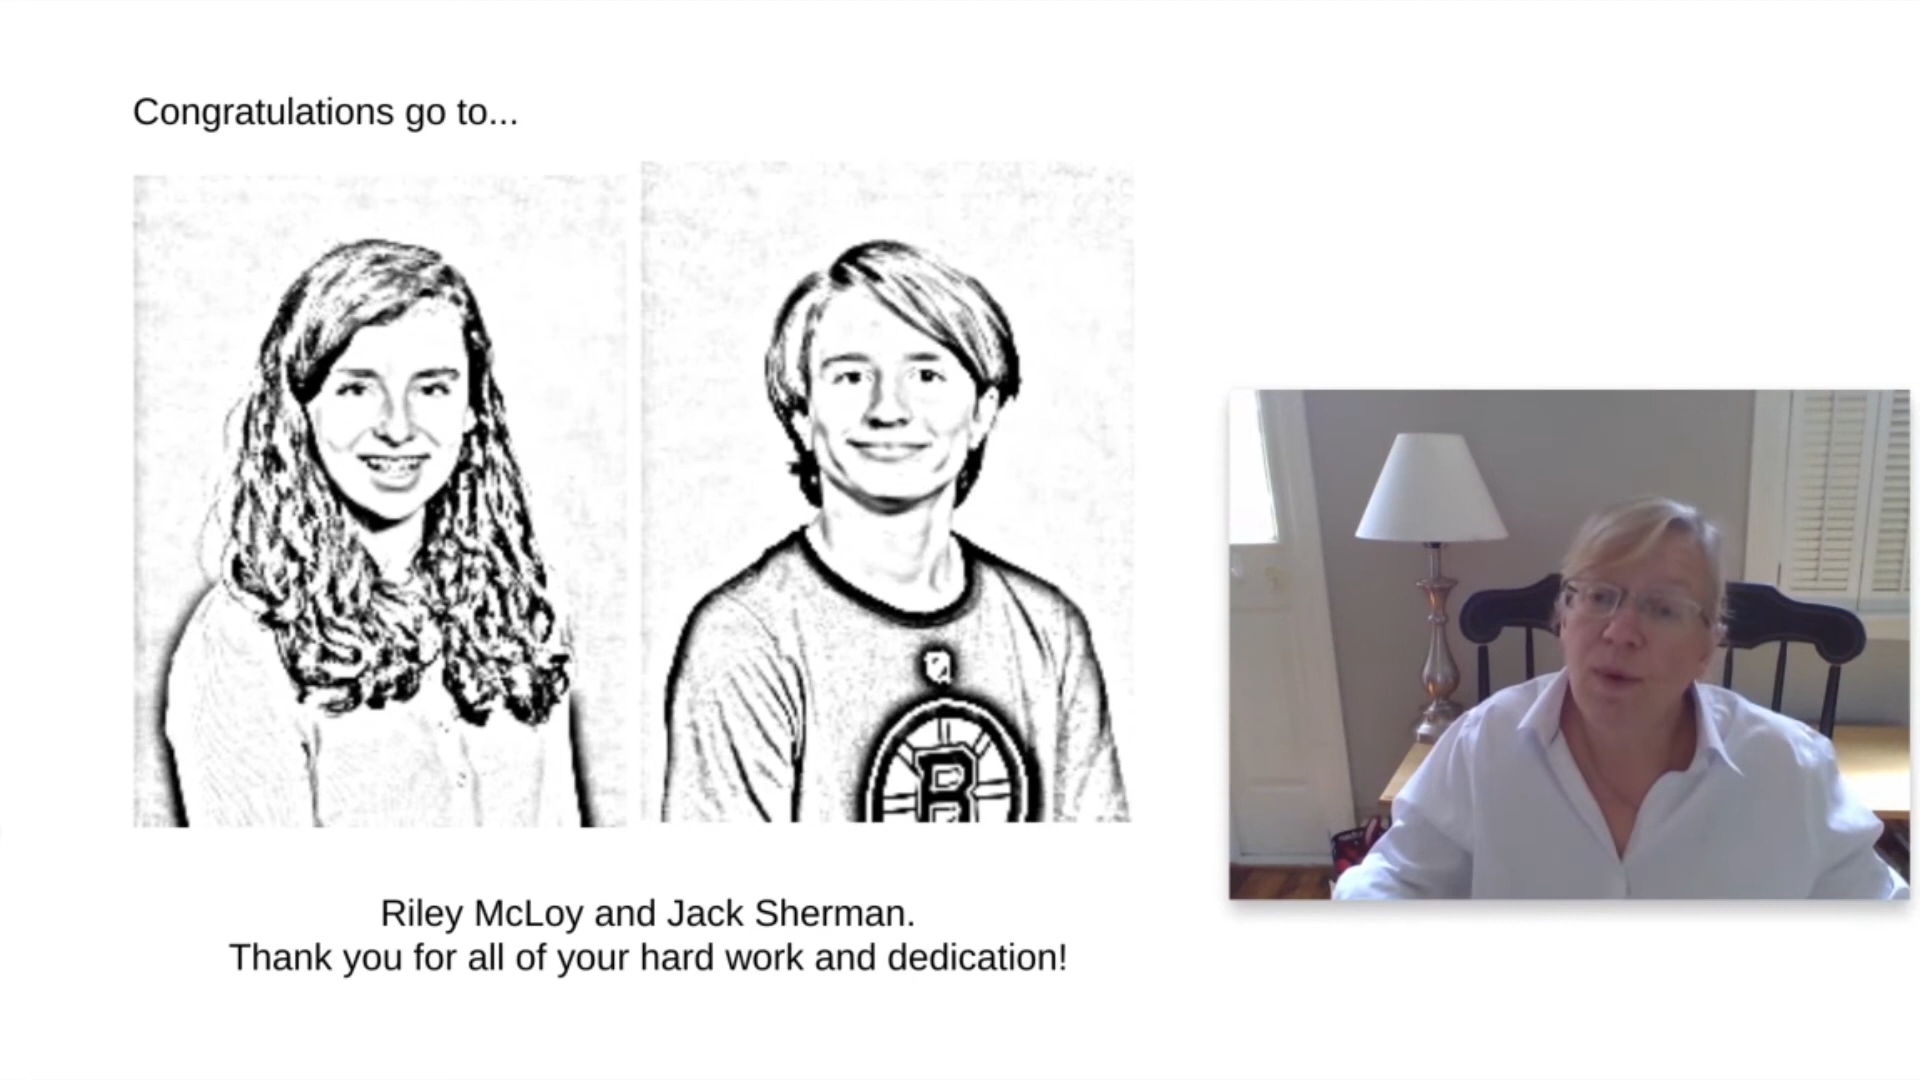 Congratulations go to...
B
Riley McLoy and Jack Sherman.
Thank you for all of your hard work and dedication!